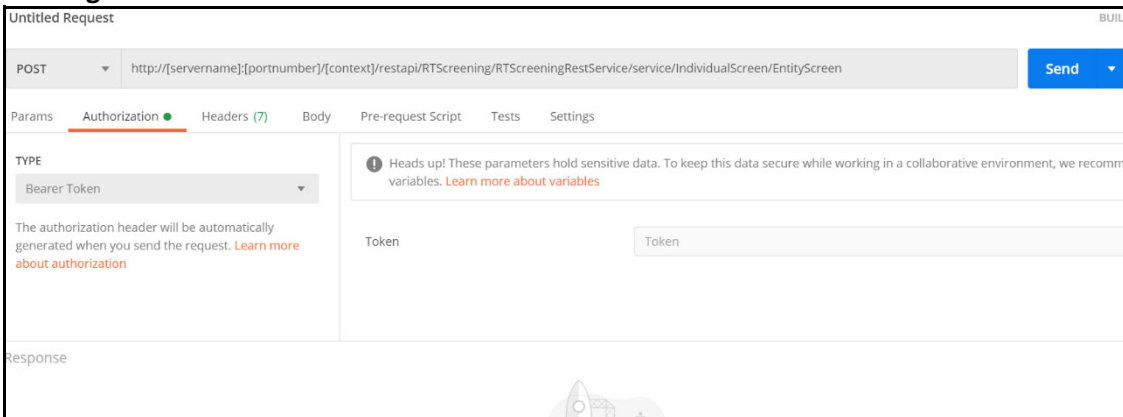 Untitled Request
BUIL
POST http://[servername]:[portnumber]/[context]/restapi/RTScreening/RTScreeningRestService/service/IndividualScreen/EntityScreen Send
Params Authorization Headers (7) Body Pre-request Script Tests Settings
TYPE
Bearer Token
The authorization header will be automatically
generated when you send the request. Learn more
about authorization
Heads up! These parameters hold sensitive data. To keep this data secure while working in a collaborative environment, we recomm
variables. Learn more about variables
Token Token
Response